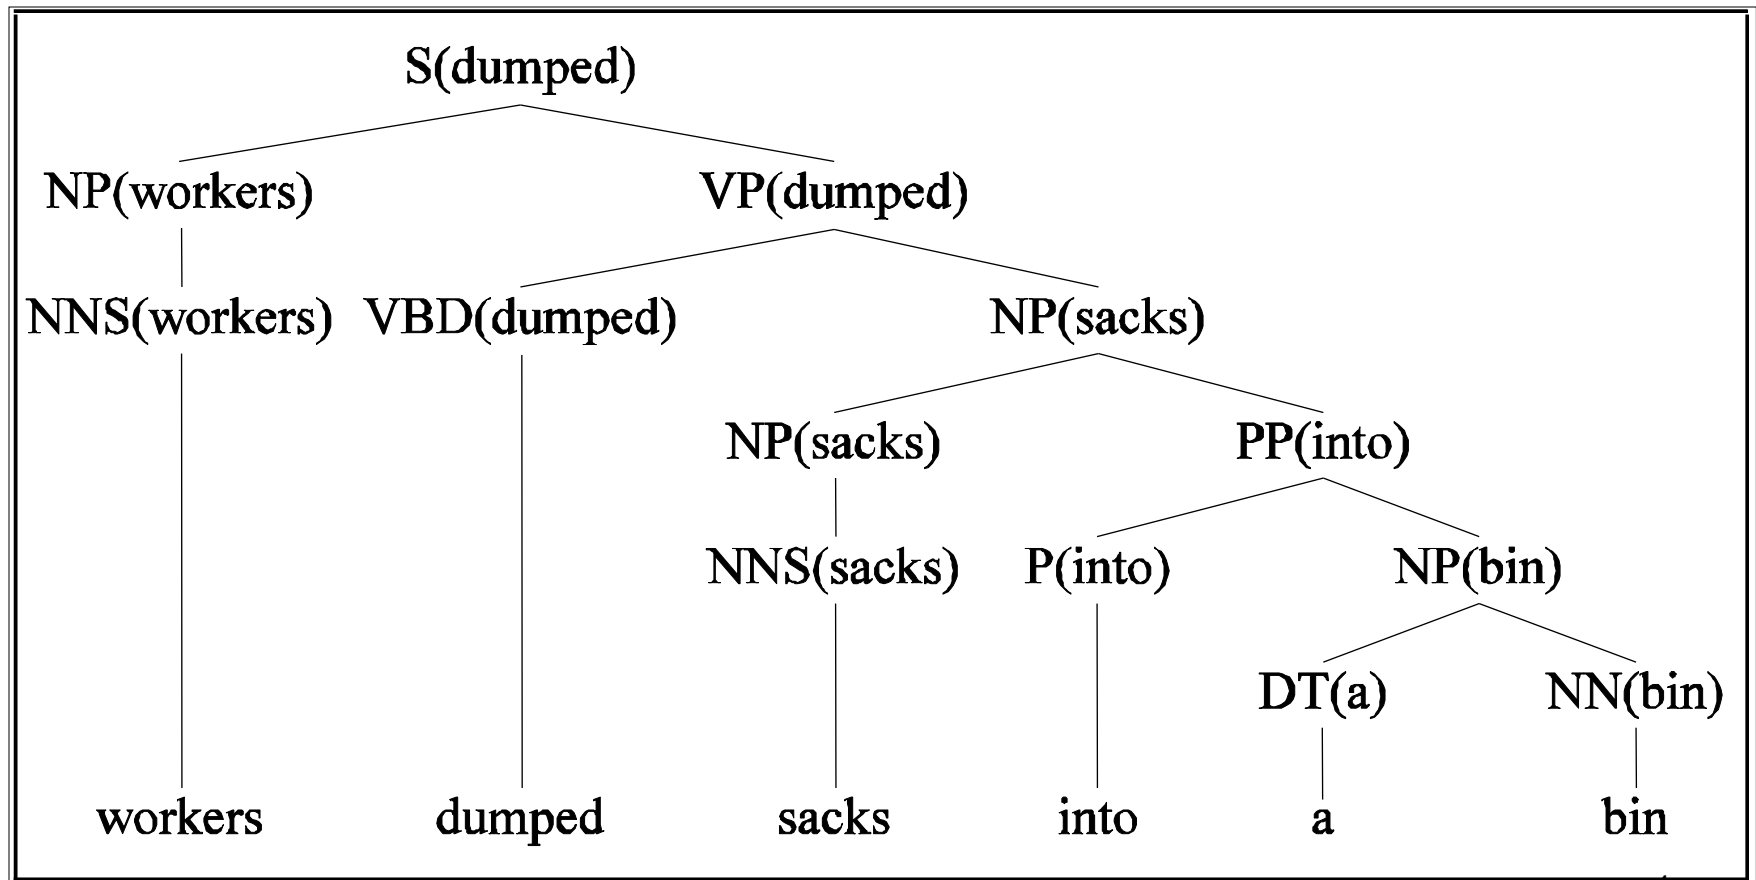 S(dumped)
NP(workers) VP(dumped)
NNS(workers) VBD(dumped) NP(sacks)
NP(sacks) PP(into)
NNS(sacks) P(into) NP(bin)
DT(a) NN(bin)
workers dumped sacks into a bin